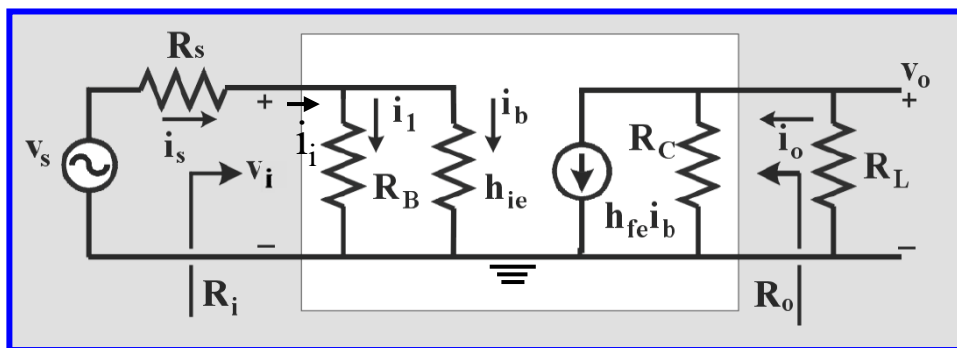 Rs
+
is
vs
vi
−
Ri
ii
i1
RB
ib
hie
hfeib
RC
io
Ro
RL
vo
+
−